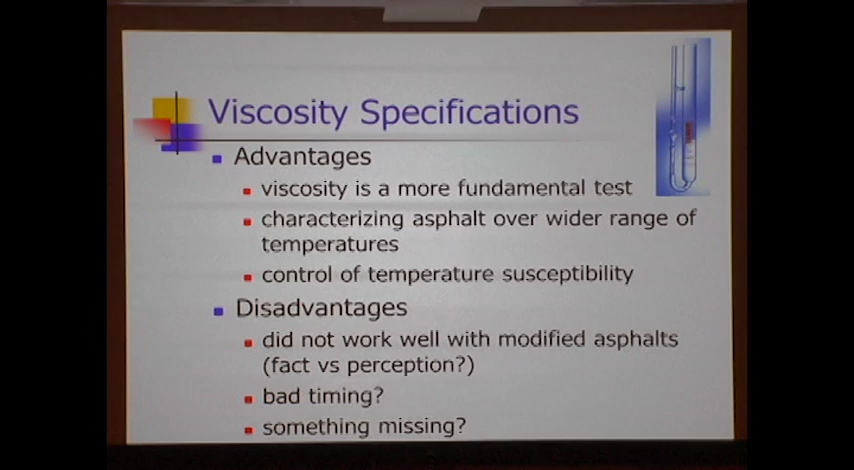 Viscosity Specifications
Advantages
viscosity is a more fundamental test
characterizing asphalt over wider range of
temperatures
control of temperature susceptibility
Disadvantages
did not work well with modified asphalts
(fact vs perception?)
bad timing?
something missing?